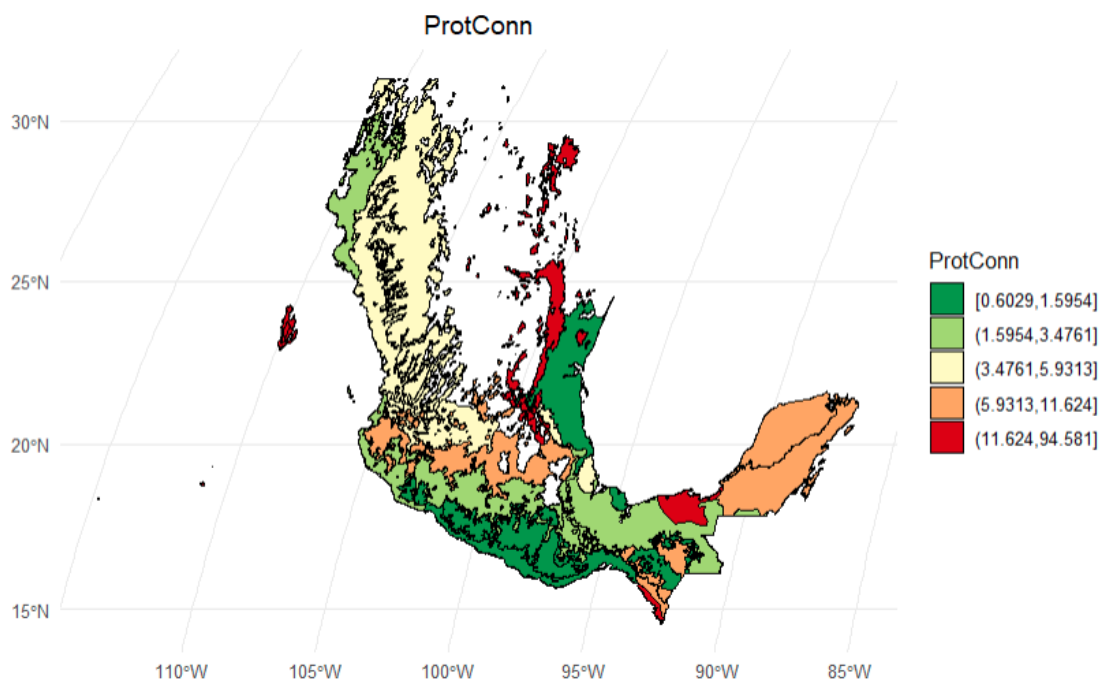 ProtConn
30°N
25°N
20°N
15°N
110°W
105°W
100°W
95°W
90°W
85°W
ProtConn
[0.6029,1.5954]
(1.5954,3.4761]
(3.4761,5.9313]
(5.9313,11.624]
(11.624,94.581]